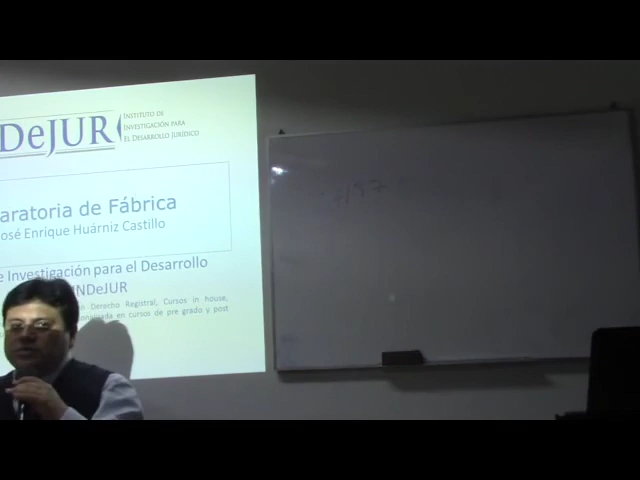 DeJUR
INSTITUTO DE
INVESTIGACIÓN PARA
EL DESARROLLO JURÍDICO
aratoria de Fábrica
osé Enrique Huárniz Castillo
e Investigación para el Desarrollo
INDeJUR
n Derecho Registral, Cursos in house,
en cursos de pre grado y post